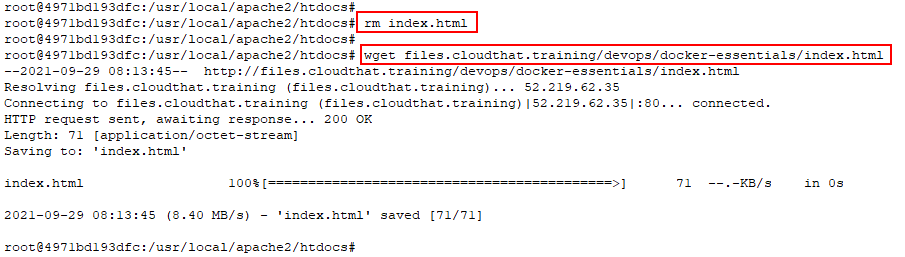 root@4971bd193dfc:/usr/local/apache2/htdocs#
root@4971bd193dfc:/usr/local/apache2/htdocs# rm index.html
root@4971bd193dfc:/usr/local/apache2/htdocs#
root@4971bd193dfc:/usr/local/apache2/htdocs# wget files.cloudthat.training/devops/docker-essentials/index.html
--2021-09-29 08:13:45--  http://files.cloudthat.training/devops/docker-essentials/index.html
Resolving files.cloudthat.training (files.cloudthat.training)... 52.219.62.35
Connecting to files.cloudthat.training (files.cloudthat.training)|52.219.62.35|:80... connected.
HTTP request sent, awaiting response... 200 OK
Length: 71 [application/octet-stream]
Saving to: 'index.html'
index.html                  100%[===========================================>]      71  --.-KB/s    in 0s
2021-09-29 08:13:45 (8.40 MB/s) - 'index.html' saved [71/71]
root@4971bd193dfc:/usr/local/apache2/htdocs#